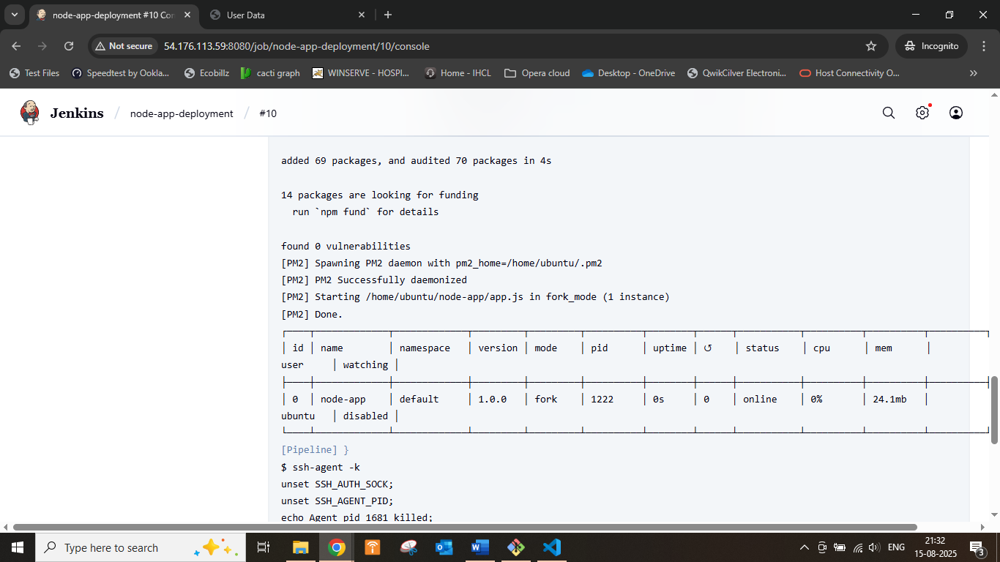 node-app-deployment #10 Con
User Data
Not secure
54.176.113.59:8080/job/node-app-deployment/10/console
Incognito
Test Files
Speedtest by Ookla...
Ecobillz
cacti graph
WINSERVE - HOSPI...
Home - IHCL
Opera cloud
Desktop - OneDrive
QwikCilver Electroni...
Host Connectivity O...
Jenkins / node-app-deployment / #10
added 69 packages, and audited 70 packages in 4s
14 packages are looking for funding
run `npm fund` for details
found 0 vulnerabilities
[PM2] Spawning PM2 daemon with pm2_home=/home/ubuntu/.pm2
[PM2] PM2 Successfully daemonized
[PM2] Starting /home/ubuntu/node-app/app.js in fork_mode (1 instance)
[PM2] Done.
│ id │ name │ namespace │ version │ mode │ pid │ uptime │ ↺ │ status │ cpu │ mem │
user │ watching │
│ 0 │ node-app │ default │ 1.0.0 │ fork │ 1222 │ 0s │ 0 │ online │ 0% │ 24.1mb │
ubuntu │ disabled │
[Pipeline] }
$ ssh-agent -k
unset SSH_AUTH_SOCK;
unset SSH_AGENT_PID;
echo Agent pid 1681 killed;
Type here to search
ENG
21:32
15-08-2025
3